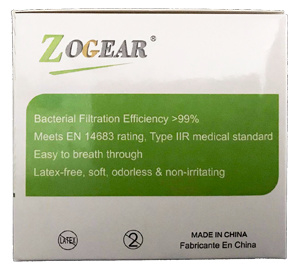 ZOGEAR®
Bacterial Filtration Efficiency >99%
Meets EN 14683 rating, Type IIR medical standard
Easy to breath through
Latex-free, soft, odorless & non-irritating
LATEX
2
MADE IN CHINA
Fabricante En China